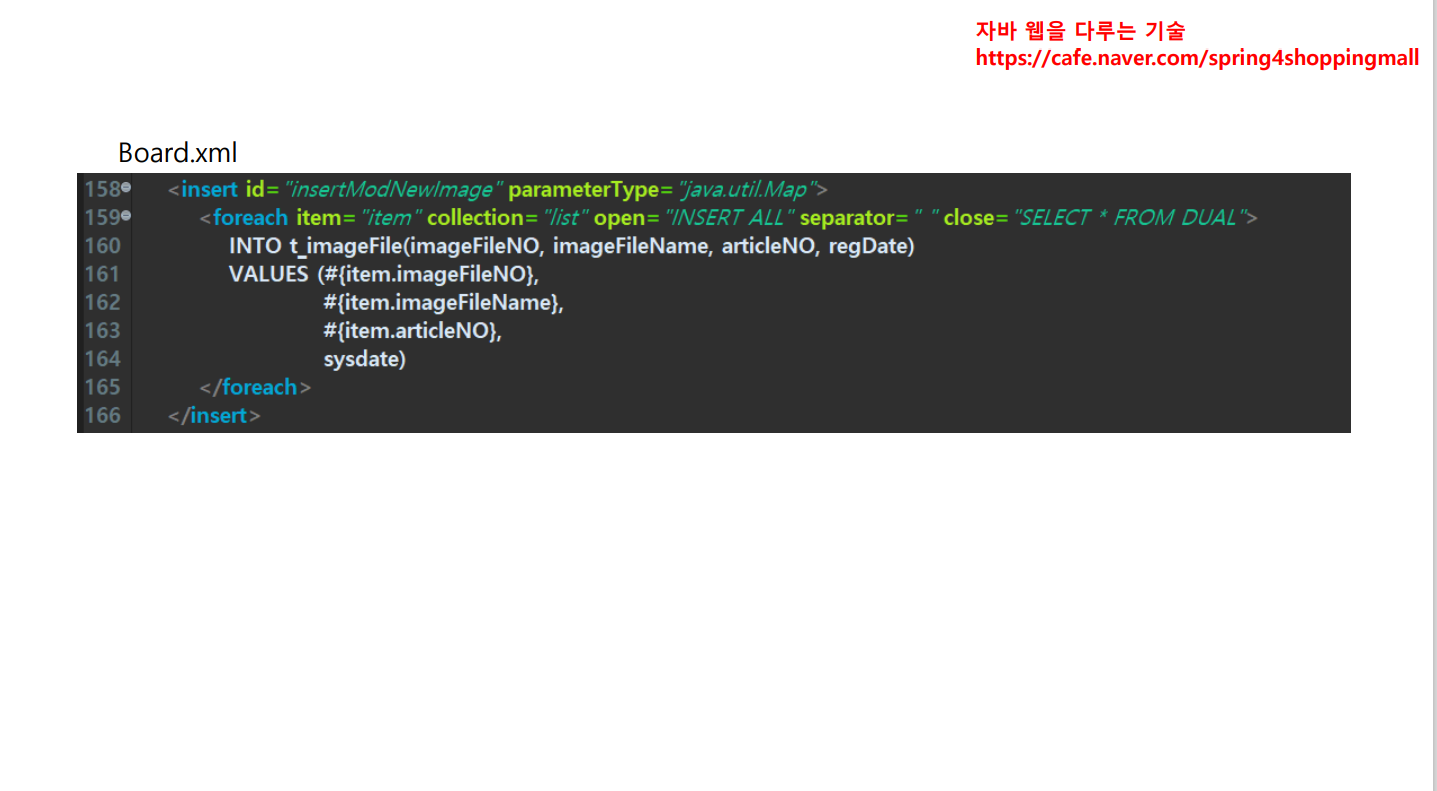 자바 웹을 다루는 기술
https://cafe.naver.com/spring4shoppingmall
Board.xml
158 <insert id="insertModNewImage" parameterType="java.util.Map">
159 <foreach item="item" collection="list" open="INSERT ALL" separator=" " close="SELECT * FROM DUAL">
160 INTO t_imageFile(imageFileNO, imageFileName, articleNO, regDate)
161 VALUES (#{item.imageFileNO},
162 #{item.imageFileName},
163 #{item.articleNO},
164 sysdate)
165 </foreach>
166 </insert>